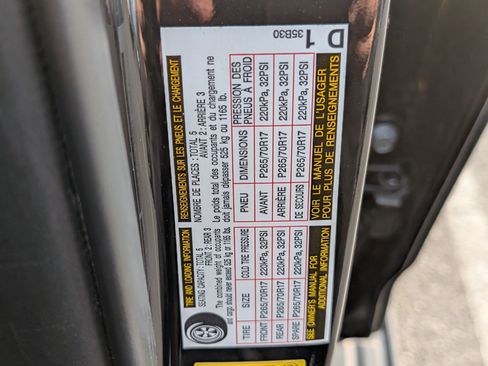 TIRE AND LOADING INFORMATION
SEATING CAPACITY: TOTAL 5
FRONT 2: REAR 3
The combined weight of occupants
and cargo should never exceed 526 kg or 1165 lbs.
TIRE SIZE COLD TIRE PRESSURE
FRONT P265/70R17 220kPa, 32PSI
REAR P265/70R17 220kPa, 32PSI
SPARE P265/70R17 220kPa, 32PSI
SEE OWNER'S MANUAL FOR
ADDITIONAL INFORMATION
RENSEIGNEMENTS SUR LES PNEUS ET LE CHARGEMENT
NOMBRE DE PLACES : TOTAL 5
AVANT 2 : ARRIÈRE 3
Le poids total des occupants et du chargement ne
doit jamais dépasser 526 kg ou 1165 lb.
PNEU DIMENSIONS PRESSION DES PNEUS À FROID
AVANT P265/70R17 220kPa, 32PSI
ARRIÈRE P265/70R17 220kPa, 32PSI
DE SECOURS P265/70R17 220kPa, 32PSI
VOIR LE MANUEL DE L'USAGER
POUR PLUS DE RENSEIGNEMENTS
D 1
35B30